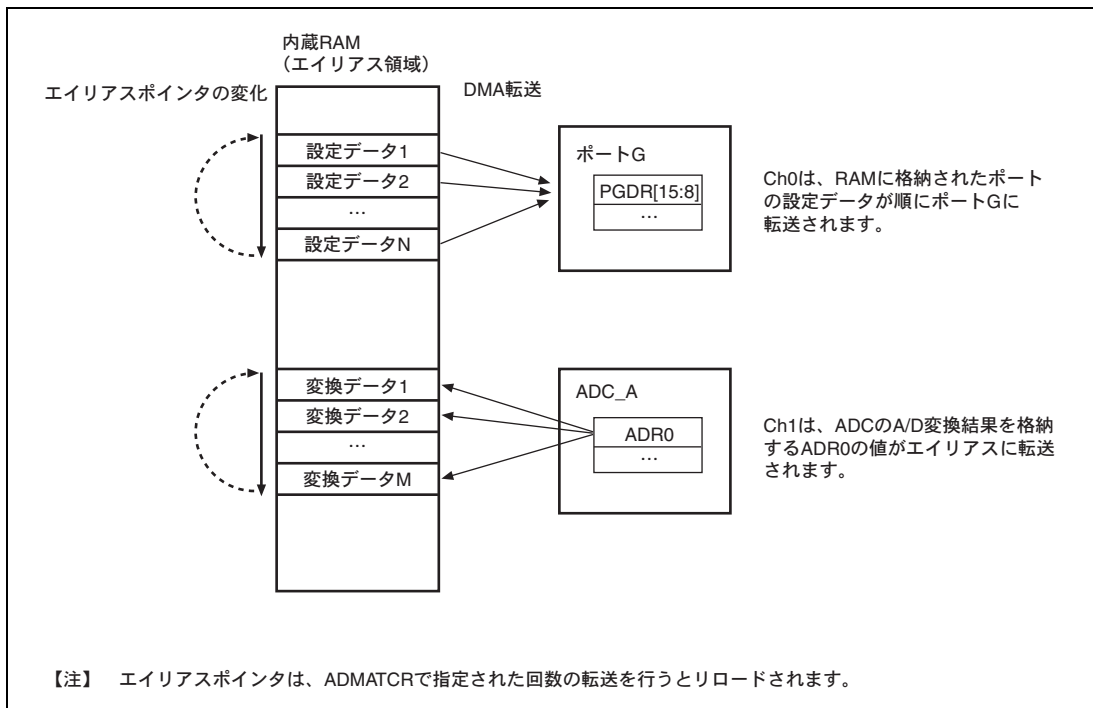 内蔵RAM
（エイリアス領域）
エイリアスポインタの変化
DMA転送
設定データ1
設定データ2
…
設定データN
ポートG
PGDR[15:8]
…
Ch0は、RAMに格納されたポート
の設定データが順にポートGに
転送されます。
変換データ1
変換データ2
…
変換データM
ADC_A
ADR0
…
Ch1は、ADCのA/D変換結果を格納
するADR0の値がエイリアスに転送
されます。
【注】 エイリアスポインタは、ADMATCRで指定された回数の転送を行うとリロードされます。